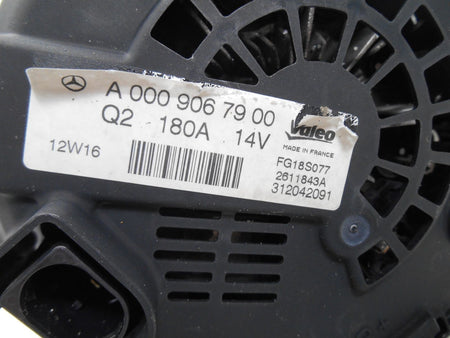 A 000 906 79 00
Q2 180A 14V
Valeo
MADE IN FRANCE
12W16
FG18S077
2611843A
312042091